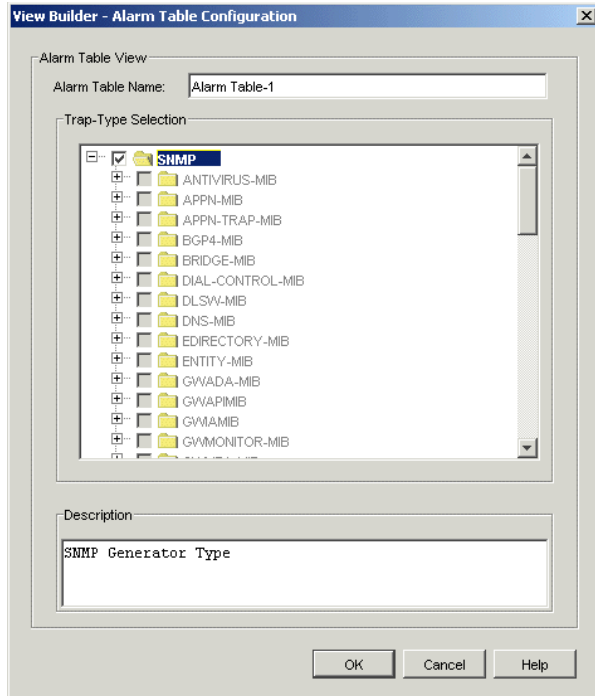 View Builder - Alarm Table Configuration
Alarm Table View
Alarm Table Name: Alarm Table-1
Trap-Type Selection
SNMP
ANTIVIRUS-MIB
APPN-MIB
APPN-TRAP-MIB
BGP4-MIB
BRIDGE-MIB
DIAL-CONTROL-MIB
DLSW-MIB
DNS-MIB
EDIRECTORY-MIB
ENTITY-MIB
GWADA-MIB
GWAPIMIB
GWIAMIB
GWMONITOR-MIB
Description
SNMP Generator Type
OK Cancel Help